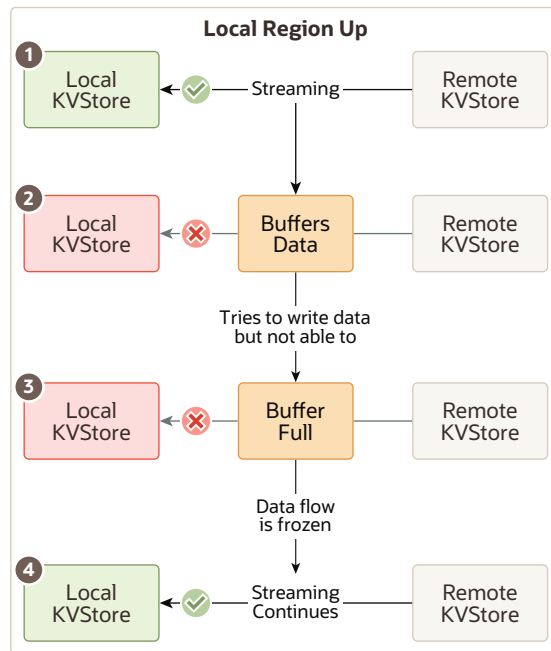 Local Region Up
1
Local
KVStore
Streaming
Remote
KVStore
2
Local
KVStore
Buffers
Data
Remote
KVStore
Tries to write data
but not able to
3
Local
KVStore
Buffer
Full
Remote
KVStore
Data flow
is frozen
4
Local
KVStore
Streaming
Continues
Remote
KVStore